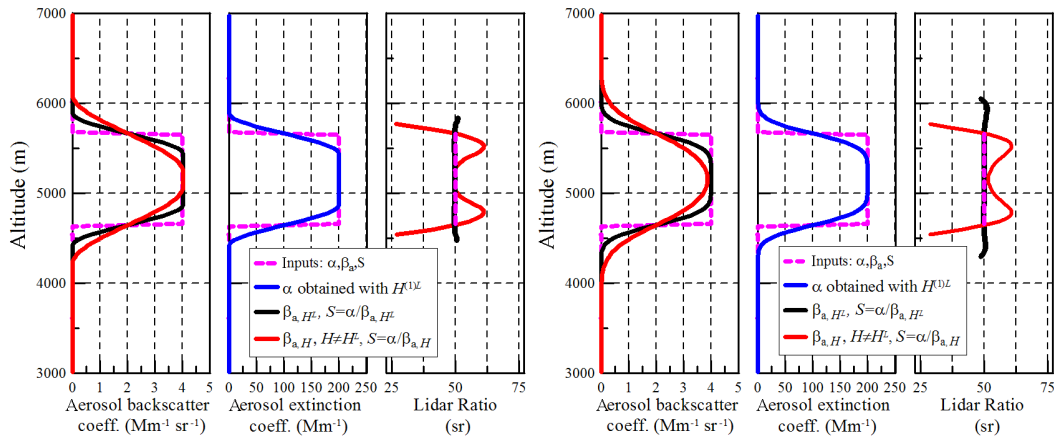 7000
6000
5000
4000
3000
Altitude (m)
0 1 2 3 4 5
Aerosol backscatter
coeff. (Mm⁻¹ sr⁻¹)
0 50 100 150 200 250
Aerosol extinction
coeff. (Mm⁻¹)
25 50 75
Lidar Ratio
(sr)
Inputs: α,βₐ,S
α obtained with H⁽¹⁾ᴸ
βₐ, Hᴸ, S=α/βₐ, Hᴸ
βₐ, H, H≠Hᴸ, S=α/βₐ, H
7000
6000
5000
4000
3000
Altitude (m)
0 1 2 3 4 5
Aerosol backscatter
coeff. (Mm⁻¹ sr⁻¹)
0 50 100 150 200 250
Aerosol extinction
coeff. (Mm⁻¹)
25 50 75
Lidar Ratio
(sr)
Inputs: α,βₐ,S
α obtained with H⁽¹⁾ᴸ
βₐ, Hᴸ, S=α/βₐ, Hᴸ
βₐ, H, H≠Hᴸ, S=α/βₐ, H